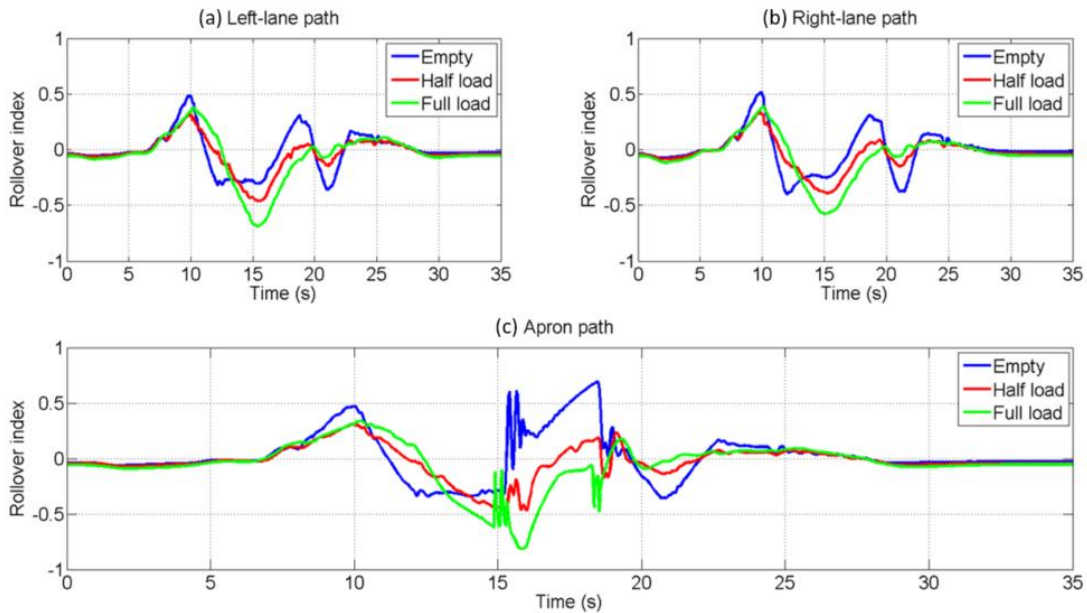 (a) Left-lane path
1
0.5
0
-0.5
-1
Rollover index
Empty
Half load
Full load
0 5 10 15 20 25 30 35
Time (s)
(b) Right-lane path
1
0.5
0
-0.5
-1
Rollover index
Empty
Half load
Full load
0 5 10 15 20 25 30 35
Time (s)
(c) Apron path
1
0.5
0
-0.5
-1
Rollover index
Empty
Half load
Full load
0 5 10 15 20 25 30 35
Time (s)